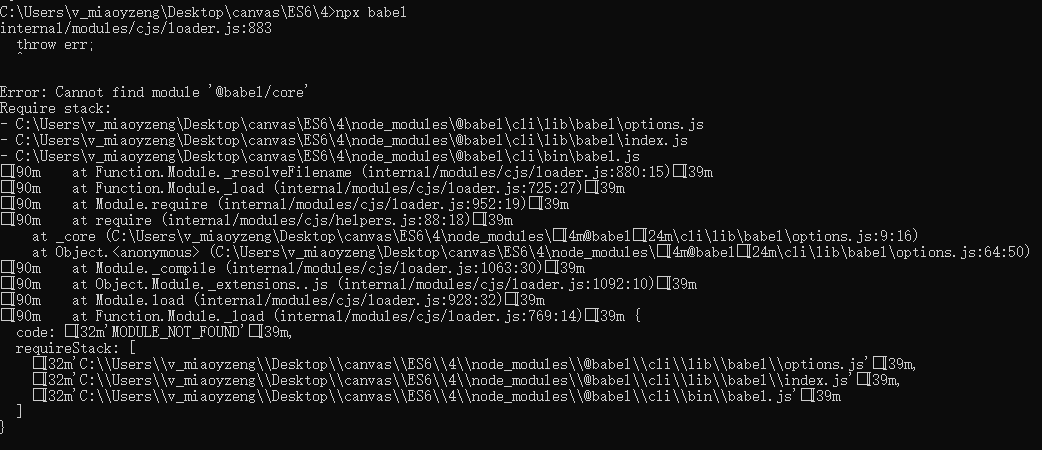 C:\Users\v_miaoyzeng\Desktop\canvas\ES6\4>npx babel
internal/modules/cjs/loader.js:883
  throw err;
  ^

Error: Cannot find module '@babel/core'
Require stack:
- C:\Users\v_miaoyzeng\Desktop\canvas\ES6\4\node_modules\@babel\cli\lib\babel\options.js
- C:\Users\v_miaoyzeng\Desktop\canvas\ES6\4\node_modules\@babel\cli\lib\babel\index.js
- C:\Users\v_miaoyzeng\Desktop\canvas\ES6\4\node_modules\@babel\cli\bin\babel.js
□[90m    at Function.Module._resolveFilename (internal/modules/cjs/loader.js:880:15)□[39m
□[90m    at Function.Module._load (internal/modules/cjs/loader.js:725:27)□[39m
□[90m    at Module.require (internal/modules/cjs/loader.js:952:19)□[39m
□[90m    at require (internal/modules/cjs/helpers.js:88:18)□[39m
    at _core (C:\Users\v_miaoyzeng\Desktop\canvas\ES6\4\node_modules\□[4m@babel□[24m\cli\lib\babel\options.js:9:16)
    at Object.<anonymous> (C:\Users\v_miaoyzeng\Desktop\canvas\ES6\4\node_modules\□[4m@babel□[24m\cli\lib\babel\options.js:64:50)
□[90m    at Module._compile (internal/modules/cjs/loader.js:1063:30)□[39m
□[90m    at Object.Module._extensions..js (internal/modules/cjs/loader.js:1092:10)□[39m
□[90m    at Module.load (internal/modules/cjs/loader.js:928:32)□[39m
□[90m    at Function.Module._load (internal/modules/cjs/loader.js:769:14)□[39m {
  code: □[32m'MODULE_NOT_FOUND'□[39m,
  requireStack: [
    □[32m'C:\\Users\\v_miaoyzeng\\Desktop\\canvas\\ES6\\4\\node_modules\\@babel\\cli\\lib\\babel\\options.js'□[39m,
    □[32m'C:\\Users\\v_miaoyzeng\\Desktop\\canvas\\ES6\\4\\node_modules\\@babel\\cli\\lib\\babel\\index.js'□[39m,
    □[32m'C:\\Users\\v_miaoyzeng\\Desktop\\canvas\\ES6\\4\\node_modules\\@babel\\cli\\bin\\babel.js'□[39m
  ]
}